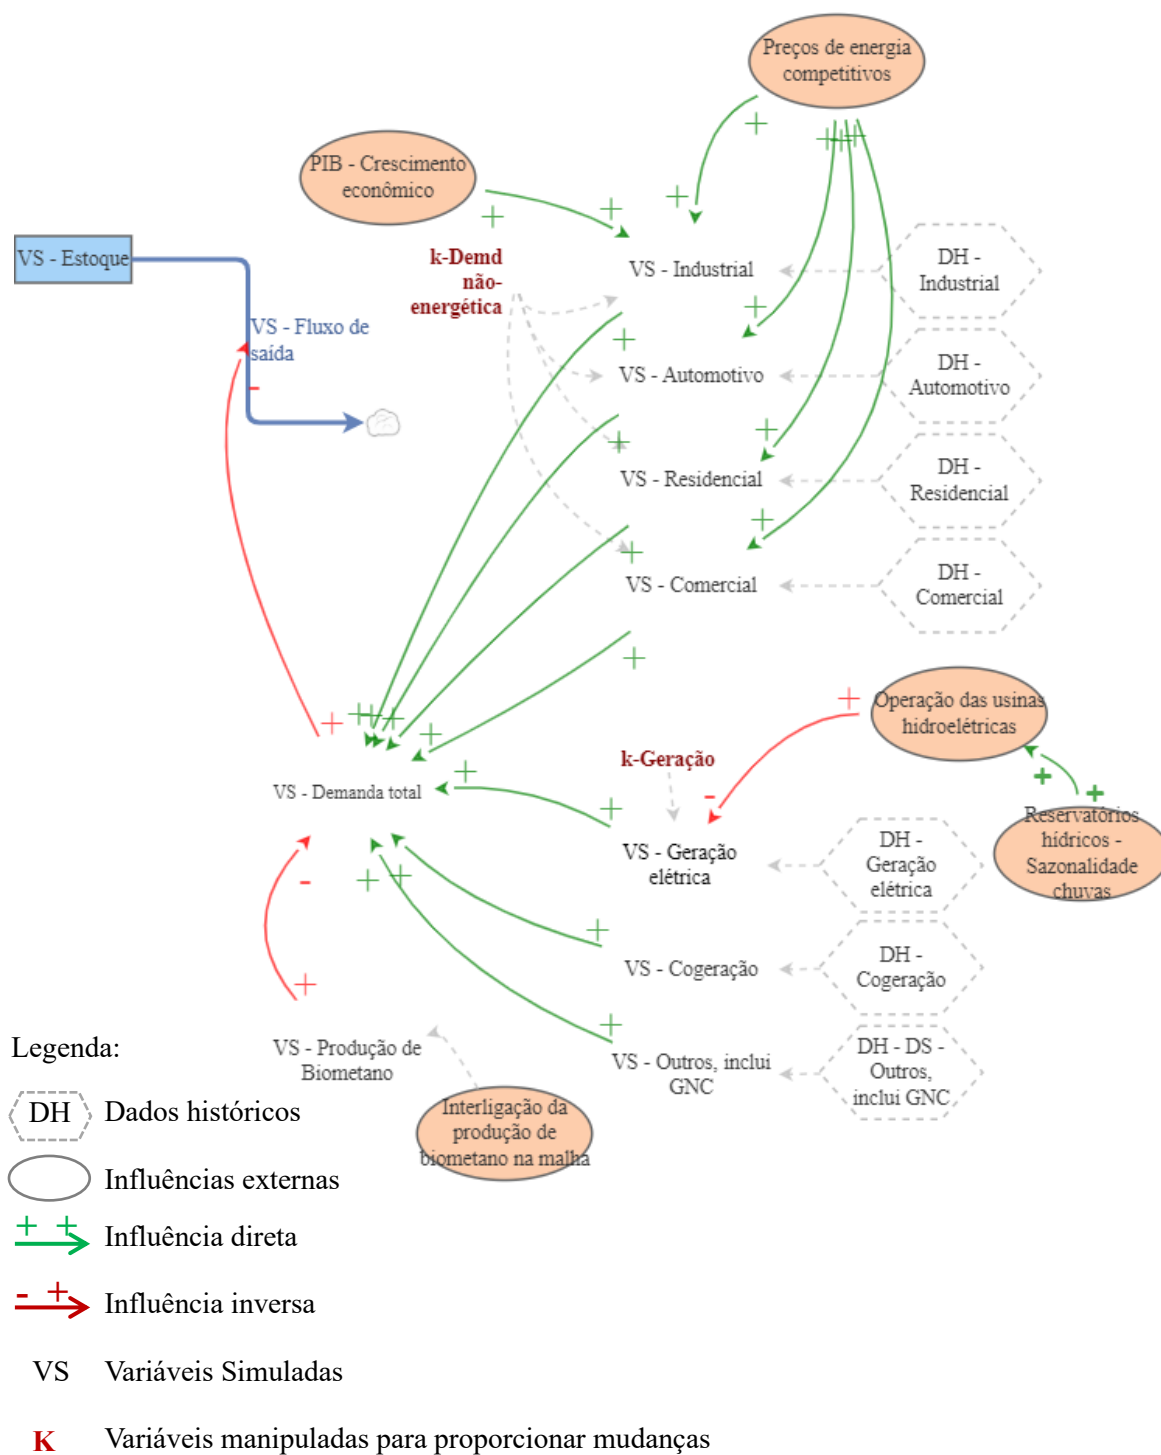 Preços de energia
competitivos
+
+ + +
PIB - Crescimento
econômico
+
+
+
VS - Estoque
k-Demd
não-
energética
VS - Industrial
DH -
Industrial
VS - Fluxo de
saída
-
+
+
VS - Automotivo
DH -
Automotivo
+
+
VS - Residencial
DH -
Residencial
+
+
VS - Comercial
DH -
Comercial
+
+
+ + +
+
+
Operação das usinas
hidroelétricas
k-Geração
+
VS - Demanda total
-
+
+
+
Reservatórios
hídricos -
Sazonalidade
chuvas
VS - Geração
elétrica
DH -
Geração
elétrica
-
+ +
+
VS - Cogeração
DH -
Cogeração
+
+
VS - Produção de
Biometano
VS - Outros, inclui
GNC
DH - DS -
Outros,
inclui GNC
Interligação da
produção de
biometano na malha
Legenda:
DH Dados históricos
Influências externas
+ + Influência direta
- + Influência inversa
VS Variáveis Simuladas
K Variáveis manipuladas para proporcionar mudanças